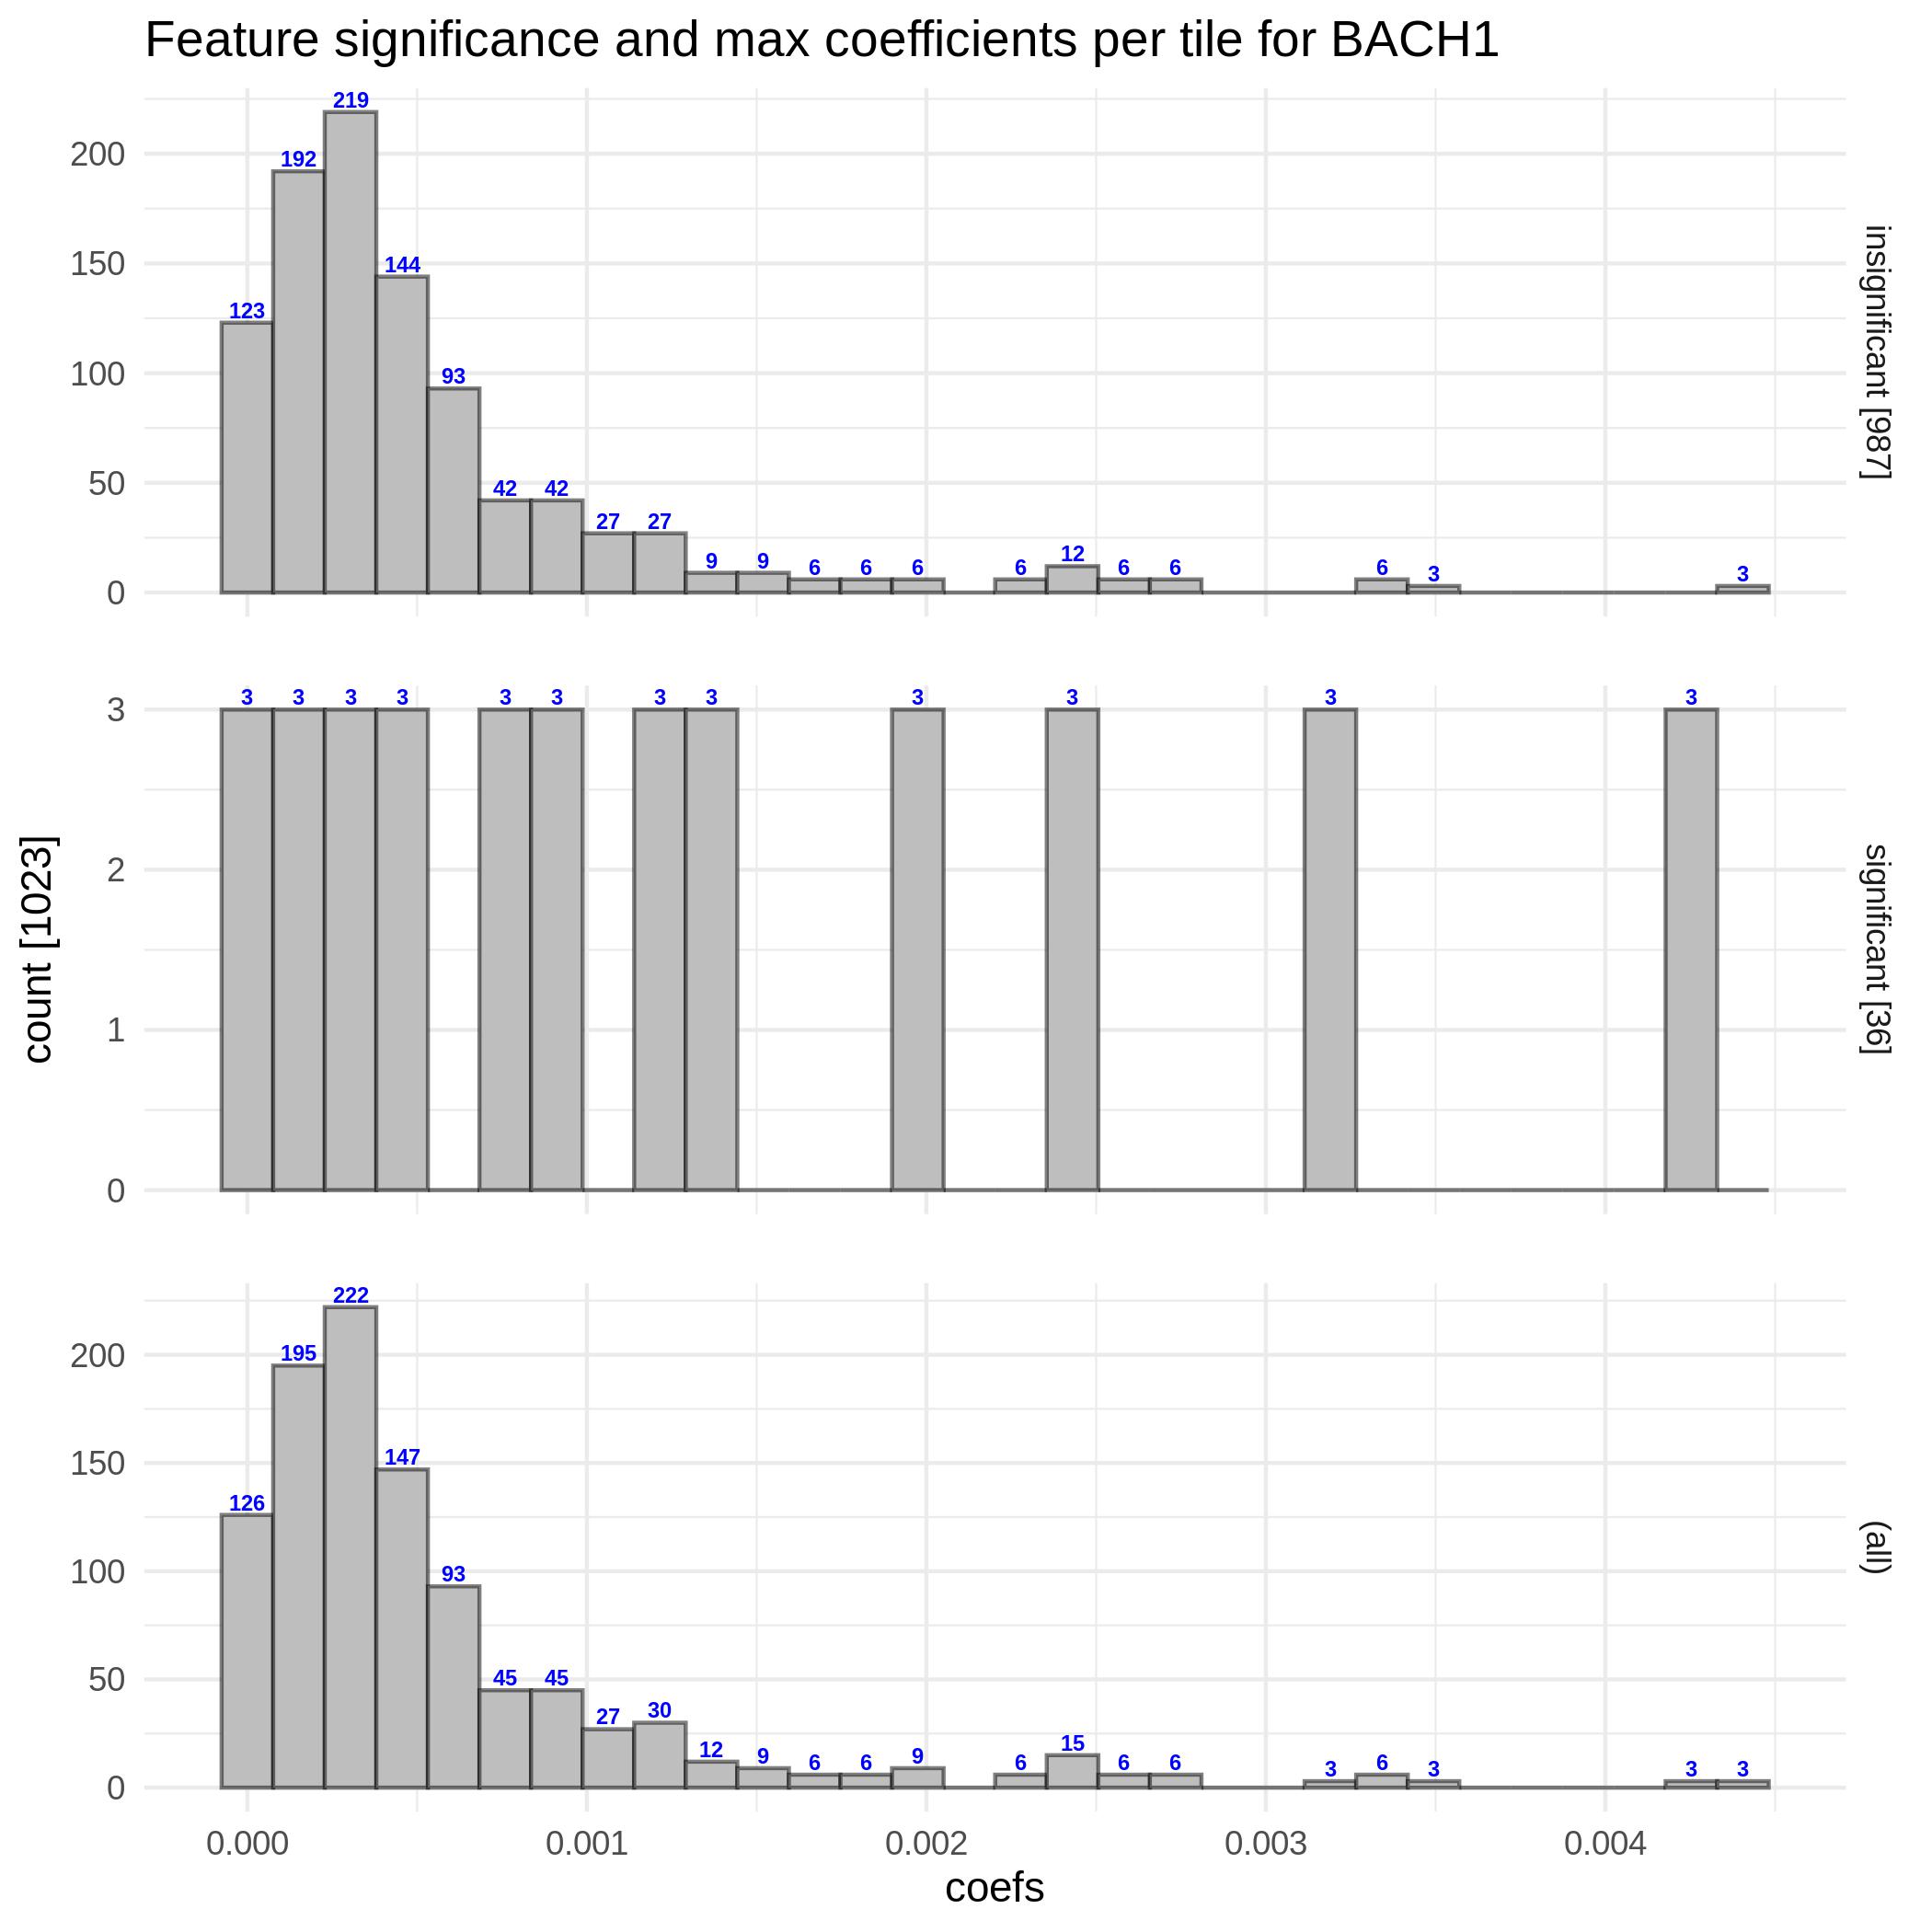 Feature significance and max coefficients per tile for BACH1
219
192
144
123
93
42 42
27 27
9 9 6 6 6 6 12 6 6 6 3 3
200
150
100
50
0
insignificant [987]
3 3 3 3 3 3 3 3 3 3 3 3
3
2
1
0
significant [36]
count [1023]
222
195
147
126
93
45 45
27 30
12 9 6 6 9 6 15 6 6 3 6 3 3 3
200
150
100
50
0
(all)
0.000 0.001 0.002 0.003 0.004
coefs